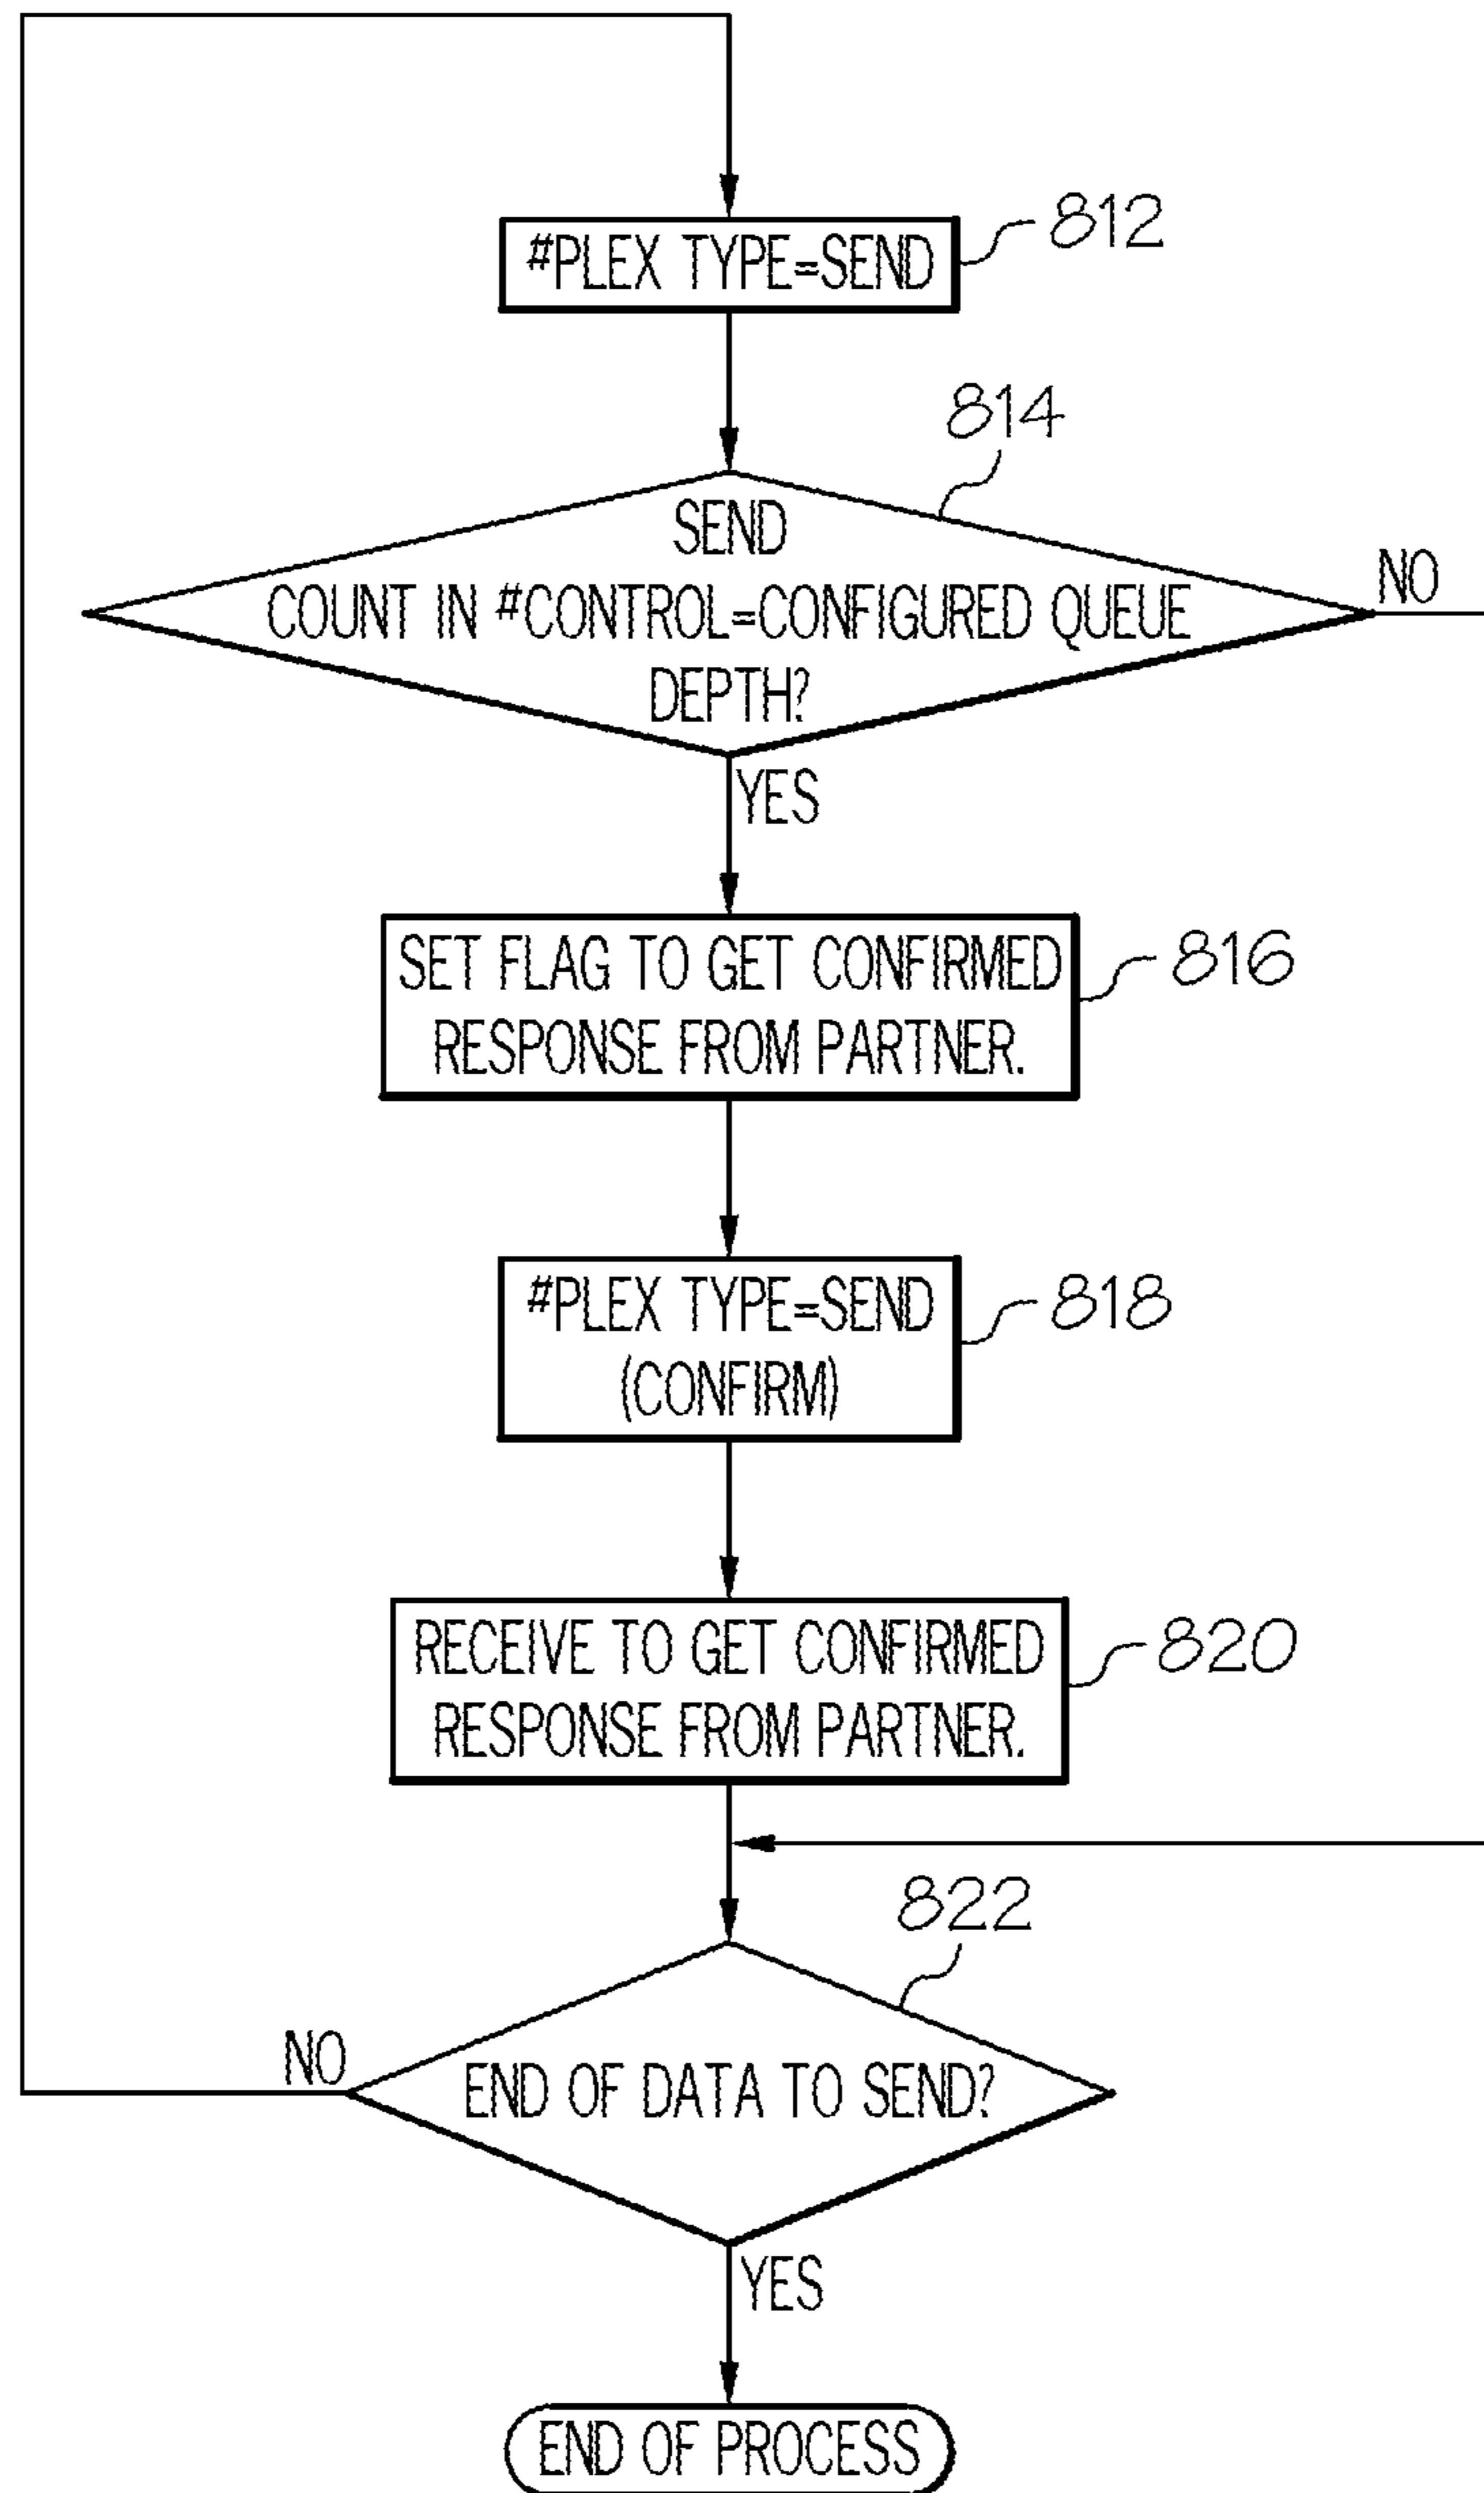 #PLEX TYPE=SEND
812
814
SEND
COUNT IN #CONTROL=CONFIGURED QUEUE
DEPTH?
NO
YES
SET FLAG TO GET CONFIRMED
RESPONSE FROM PARTNER.
816
#PLEX TYPE=SEND
(CONFIRM)
818
RECEIVE TO GET CONFIRMED
RESPONSE FROM PARTNER.
820
822
NO
END OF DATA TO SEND?
YES
END OF PROCESS